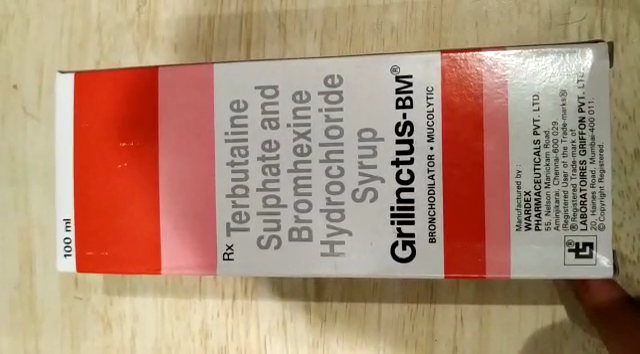 100 ml
Rx Terbutaline
Sulphate and
Bromhexine
Hydrochloride
Syrup
Grilinctus-BM®
BRONCHODILATOR • MUCOLYTIC
Manufactured by :
WARDEX
PHARMACEUTICALS PVT. LTD.
55, Nelson Manickam Road,
Aminjikarai, Chennai-600 029.
(Registered User of the Trade-marks®)
® Registered Trade-mark of
LABORATOIRES GRIFFON PVT. LTD.
20, Haines Road, Mumbai-400 011.
© Copyright Registered.